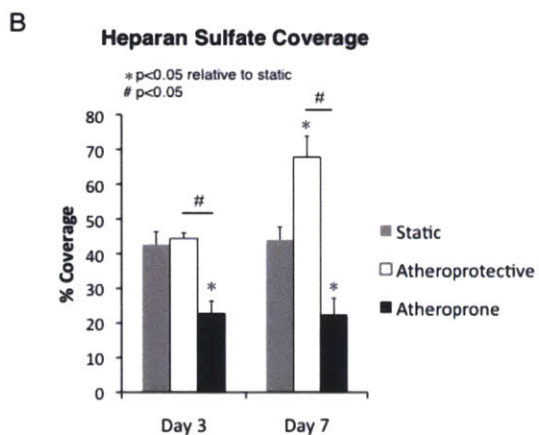 B
Heparan Sulfate Coverage
* p<0.05 relative to static
# p<0.05
% Coverage
80
70
60
50
40
30
20
10
0
#
*
*
#
*
Day 3
Day 7
Static
Atheroprotective
Atheroprone